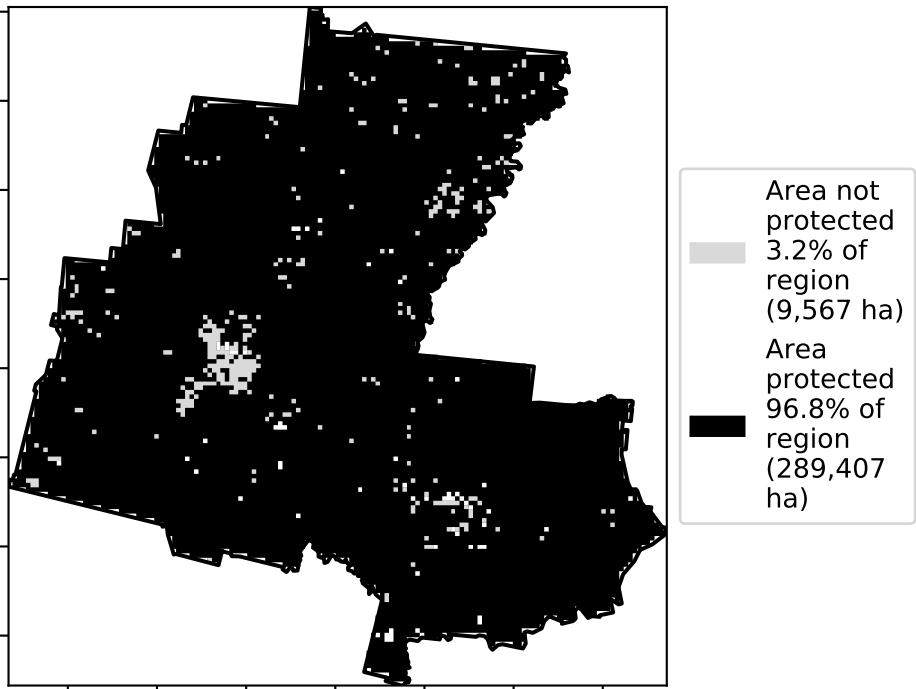 Area not
protected
3.2% of
region
(9,567 ha)
Area
protected
96.8% of
region
(289,407
ha)